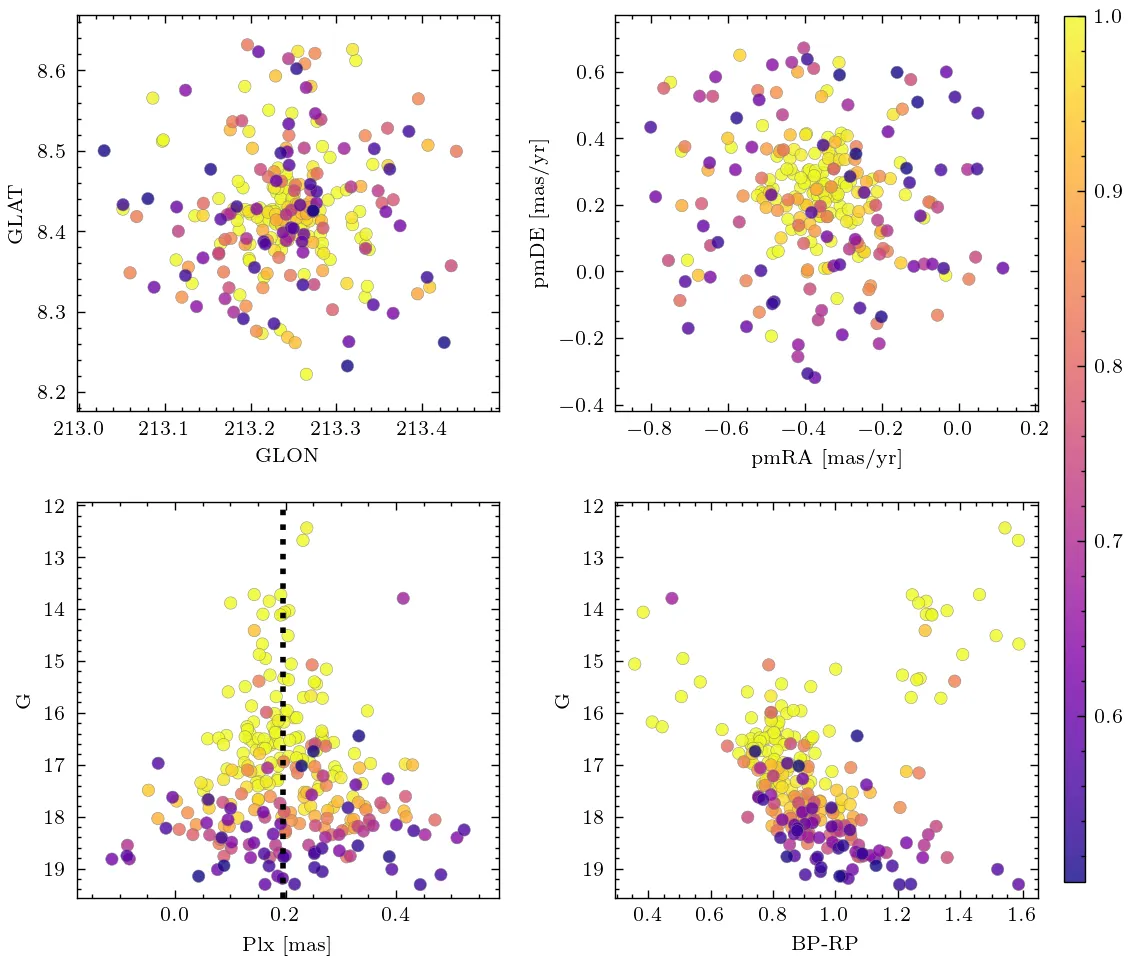 8.6
8.5
8.4
8.3
8.2
GLAT
213.0 213.1 213.2 213.3 213.4
GLON
0.6
0.4
0.2
0.0
−0.2
−0.4
pmDE [mas/yr]
−0.8 −0.6 −0.4 −0.2 0.0 0.2
pmRA [mas/yr]
12
13
14
15
16
17
18
19
G
0.0 0.2 0.4
Plx [mas]
12
13
14
15
16
17
18
19
G
0.4 0.6 0.8 1.0 1.2 1.4 1.6
BP-RP
1.0
0.9
0.8
0.7
0.6